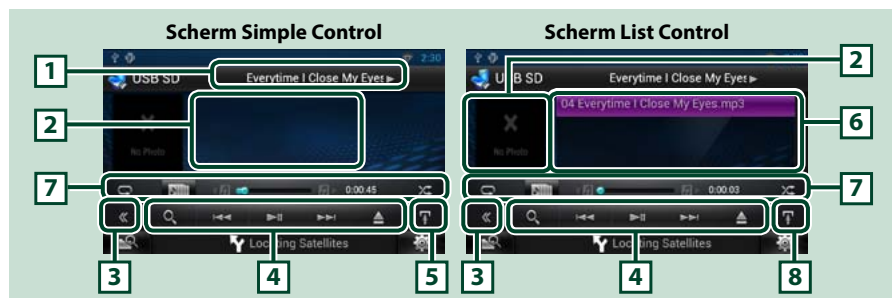 Scherm Simple Control
Scherm List Control
2:30
USB SD
Everytime I Close My Eyes
USB SD
Everytime I Close My Eyes
04 Everytime I Close My Eyes.mp3
No Photo
No Photo
0:00:45
0:00:03
Locating Satellites
Locating Satellites
1
2
7
3
4
5
2
6
7
3
4
8